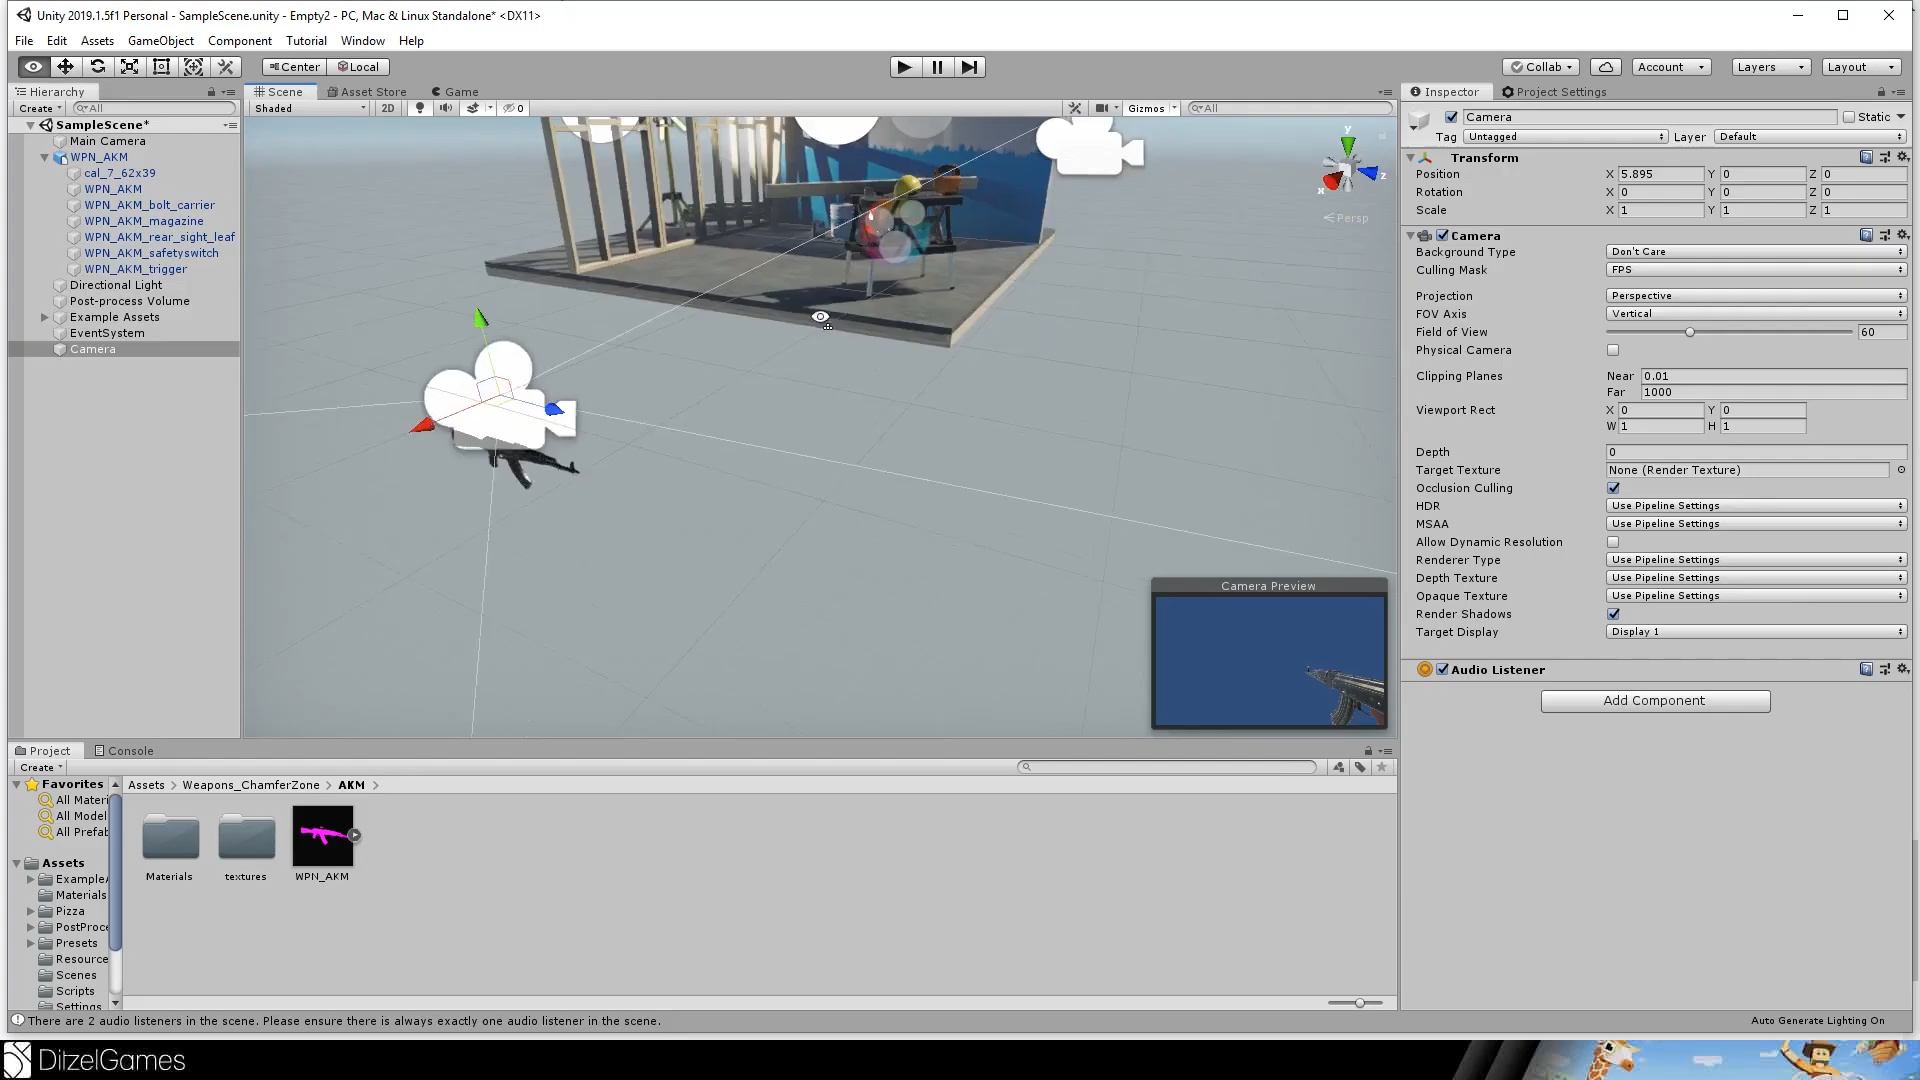 Unity 2019.1.5f1 Personal - SampleScene.unity - Empty2 - PC, Mac & Linux Standalone* <DX11>
File Edit Assets GameObject Component Tutorial Window Help
Center Local Collab Account Layers Layout
Hierarchy Scene Asset Store Game Inspector Project Settings
Create All Shaded 2D 0 Gizmos All Camera Static
SampleScene*
Main Camera
WPN_AKM
cal_7_62x39
WPN_AKM
WPN_AKM_bolt_carrier
WPN_AKM_magazine
WPN_AKM_rear_sight_leaf
WPN_AKM_safetyswitch
WPN_AKM_trigger
Directional Light
Post-process Volume
Example Assets
EventSystem
Camera
y
x
z
Persp
Camera Preview
Tag Untagged Layer Default
Transform
Position X 5.895 Y 0 Z 0
Rotation X 0 Y 0 Z 0
Scale X 1 Y 1 Z 1
Camera
Background Type Don't Care
Culling Mask FPS
Projection Perspective
FOV Axis Vertical
Field of View 60
Physical Camera
Clipping Planes Near 0.01
Far 1000
Viewport Rect X 0 Y 0
W 1 H 1
Depth 0
Target Texture None (Render Texture)
Occlusion Culling
HDR Use Pipeline Settings
MSAA Use Pipeline Settings
Allow Dynamic Resolution
Renderer Type Use Pipeline Settings
Depth Texture Use Pipeline Settings
Opaque Texture Use Pipeline Settings
Render Shadows
Target Display Display 1
Audio Listener
Add Component
Project Console
Create
Favorites
All Materi
All Model
All Prefab
Assets
Example
Materials
Pizza
PostProce
Presets
Resource
Scenes
Scripts
Settings
Assets > Weapons_ChamferZone > AKM >
Materials textures WPN_AKM
There are 2 audio listeners in the scene. Please ensure there is always exactly one audio listener in the scene.
Auto Generate Lighting On
DitzelGames